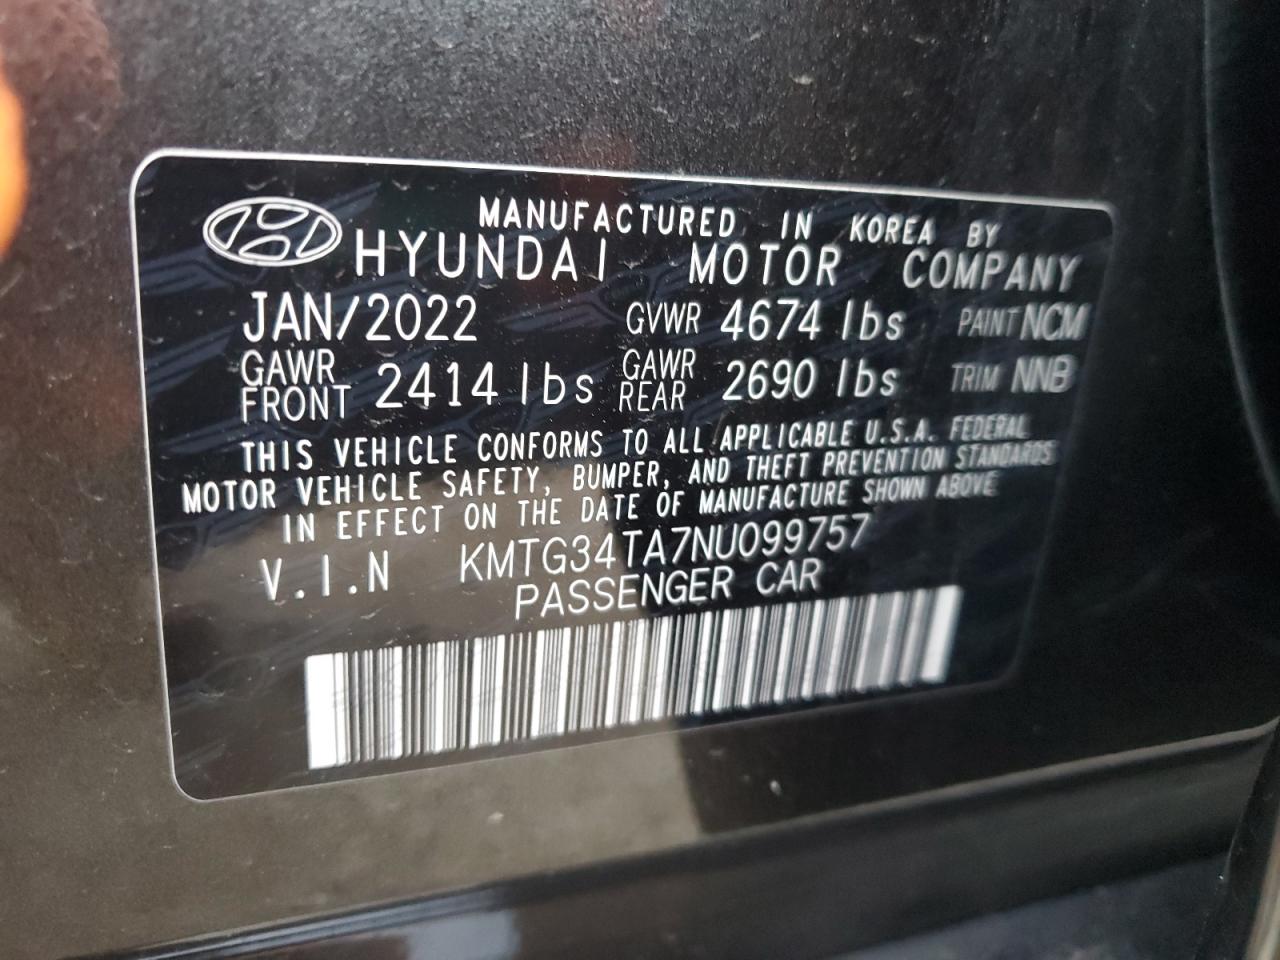 MANUFACTURED IN KOREA BY
HYUNDAI MOTOR COMPANY
JAN/2022 GVWR 4674 lbs PAINT NCM
GAWR FRONT 2414 lbs GAWR REAR 2690 lbs TRIM NNB
THIS VEHICLE CONFORMS TO ALL APPLICABLE U.S.A. FEDERAL
MOTOR VEHICLE SAFETY, BUMPER, AND THEFT PREVENTION STANDARDS
IN EFFECT ON THE DATE OF MANUFACTURE SHOWN ABOVE
V.I.N KMTG34TA7NU099757
PASSENGER CAR